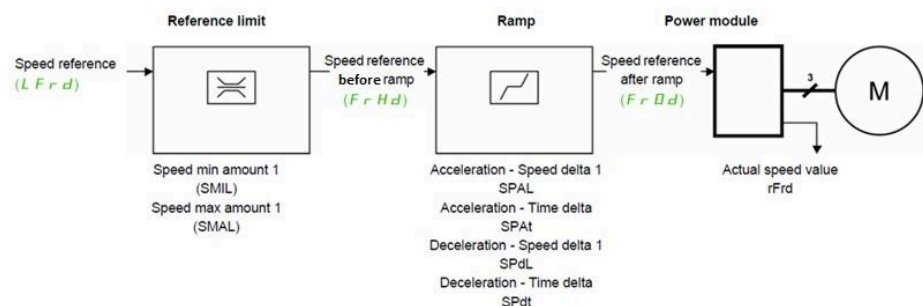 Reference limit
Ramp
Power module
Speed reference
(LFrd)
Speed reference
before ramp
(FrHd)
Speed reference
after ramp
(FrOd)
3
M
Speed min amount 1
(SMIL)
Speed max amount 1
(SMAL)
Acceleration - Speed delta 1
SPAL
Acceleration - Time delta
SPAt
Deceleration - Speed delta 1
SPdL
Deceleration - Time delta
SPdt
Actual speed value
rFrd